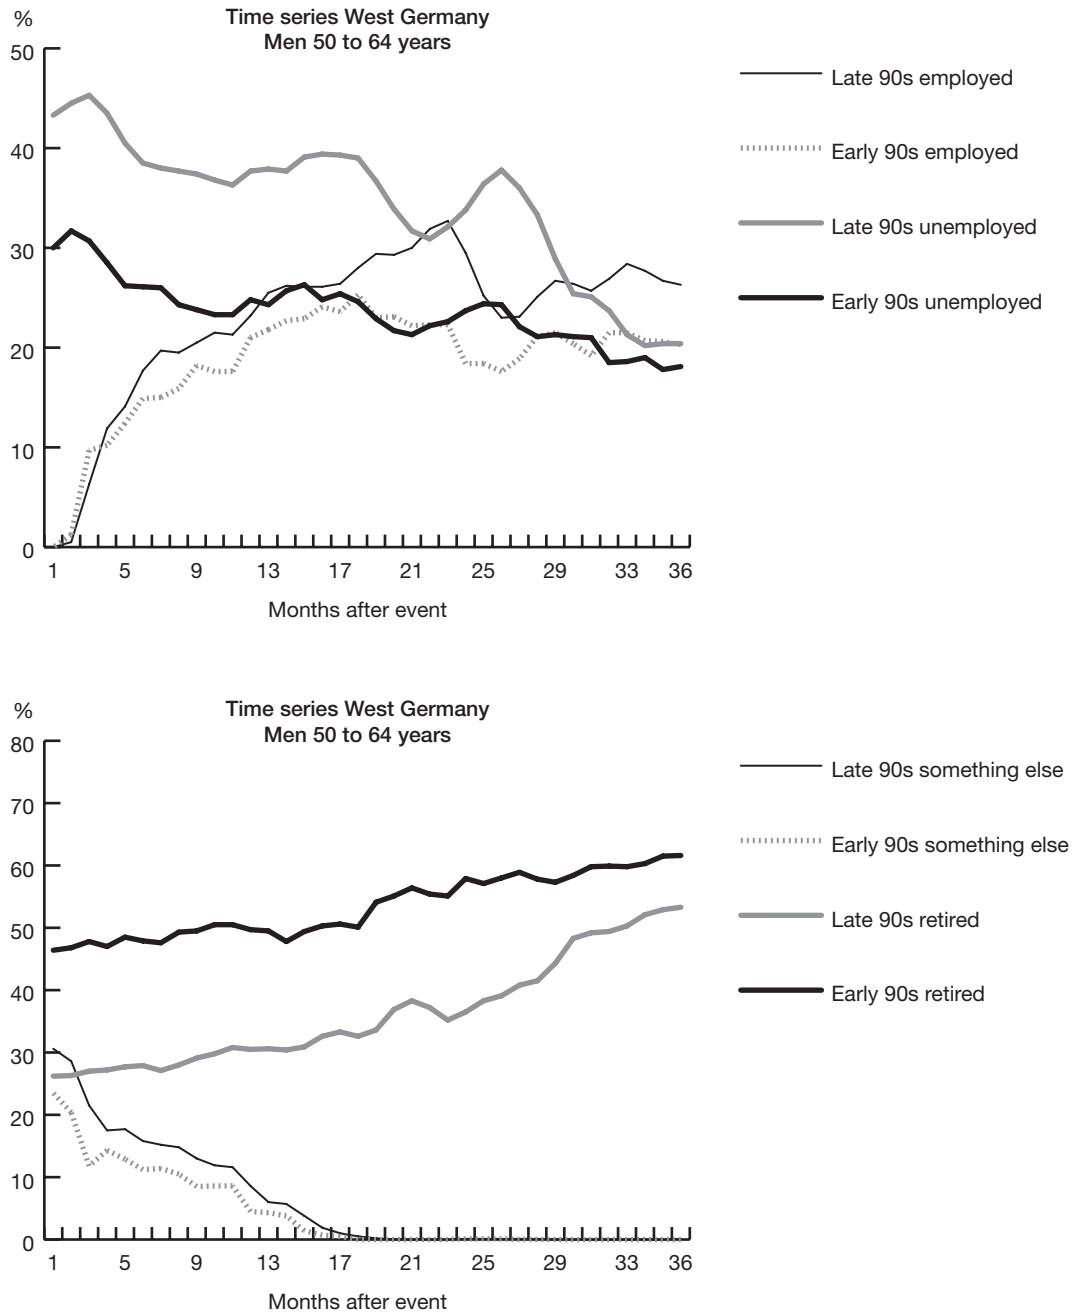 %
Time series West Germany
Men 50 to 64 years
50
40
30
20
10
0
1 5 9 13 17 21 25 29 33 36
Months after event
Late 90s employed
Early 90s employed
Late 90s unemployed
Early 90s unemployed
%
Time series West Germany
Men 50 to 64 years
80
70
60
50
40
30
20
10
0
1 5 9 13 17 21 25 29 33 36
Months after event
Late 90s something else
Early 90s something else
Late 90s retired
Early 90s retired